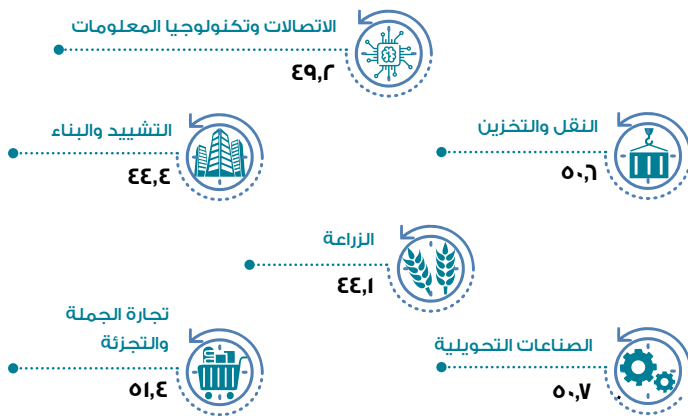 الاتصالات وتكنولوجيا المعلومات
٤٩,٢
النقل والتخزين
٥٠,٦
التشييد والبناء
٤٤,٤
الزراعة
٤٤,١
الصناعات التحويلية
٥٠,٧
تجارة الجملة
والتجزئة
٥١,٤